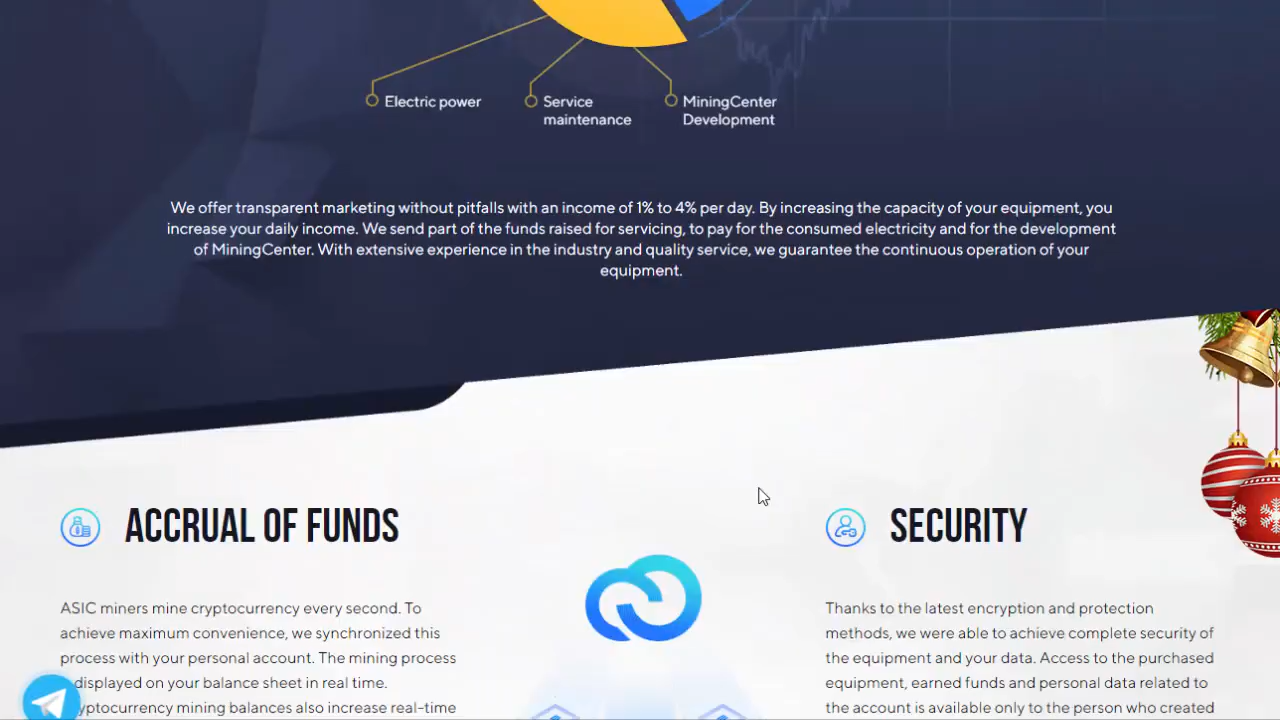 Electric power
Service
maintenance
MiningCenter
Development
We offer transparent marketing without pitfalls with an income of 1% to 4% per day. By increasing the capacity of your equipment, you
increase your daily income. We send part of the funds raised for servicing, to pay for the consumed electricity and for the development
of MiningCenter. With extensive experience in the industry and quality service, we guarantee the continuous operation of your
equipment.
ACCRUAL OF FUNDS
ASIC miners mine cryptocurrency every second. To
achieve maximum convenience, we synchronized this
process with your personal account. The mining process
displayed on your balance sheet in real time.
mining balances also increase real-time
SECURITY
Thanks to the latest encryption and protection
methods, we were able to achieve complete security of
the equipment and your data. Access to the purchased
equipment, earned funds and personal data related to
the account is available only to the person who created